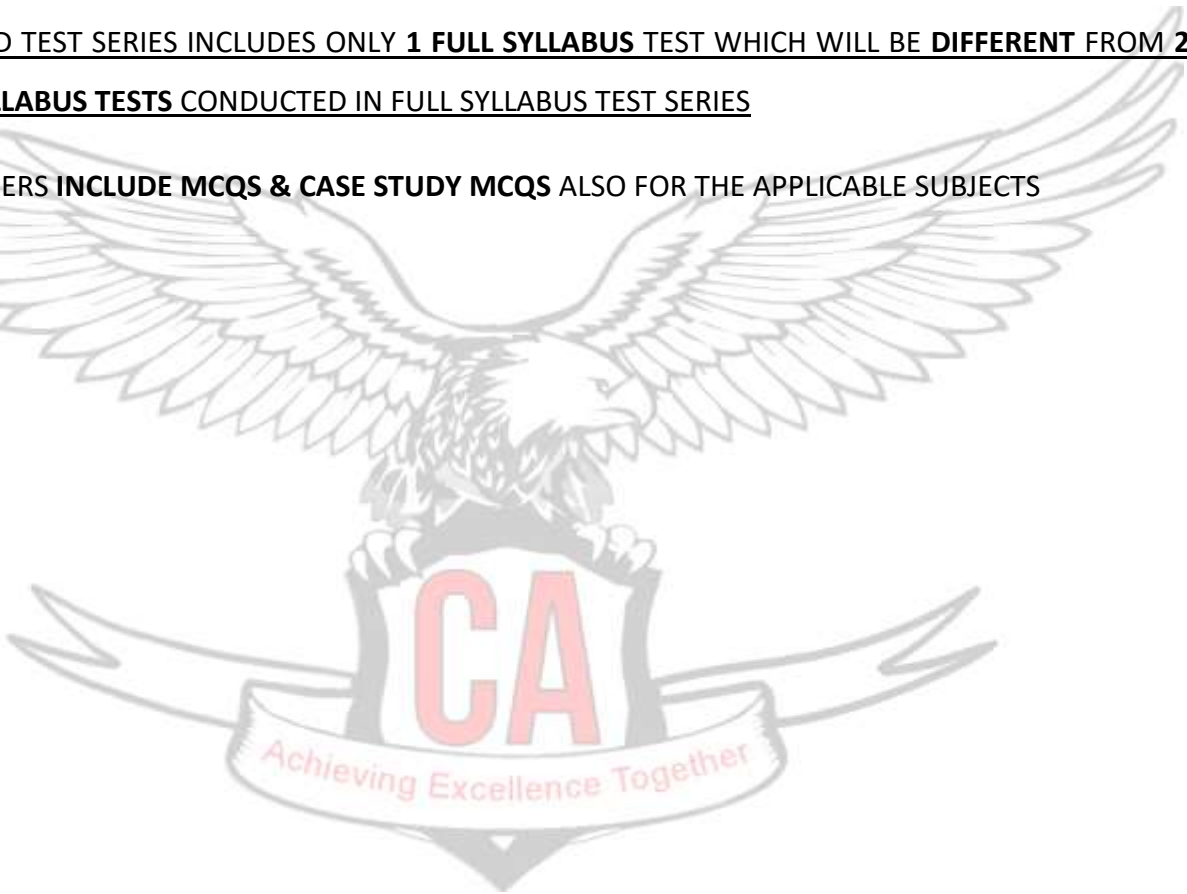 D TEST SERIES INCLUDES ONLY 1 FULL SYLLABUS TEST WHICH WILL BE DIFFERENT FROM 2
LLABUS TESTS CONDUCTED IN FULL SYLLABUS TEST SERIES
ERS INCLUDE MCQS & CASE STUDY MCQS ALSO FOR THE APPLICABLE SUBJECTS
CA
Achieving Excellence Together